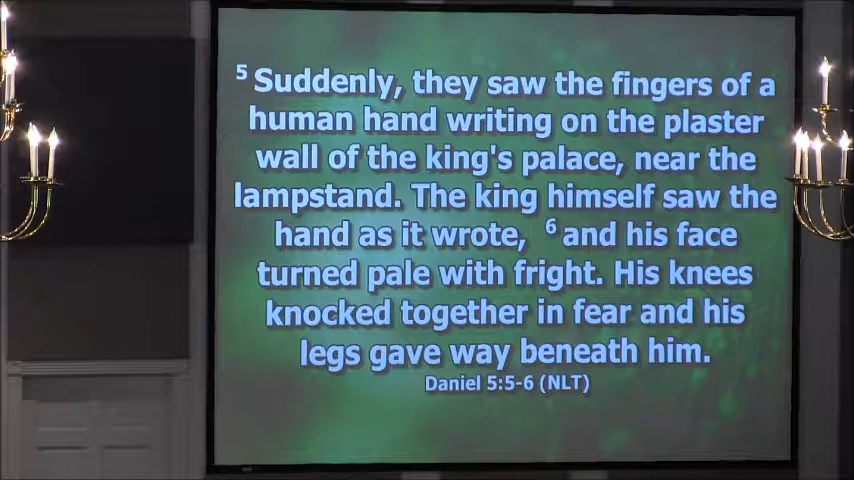 5 Suddenly, they saw the fingers of a
human hand writing on the plaster
wall of the king's palace, near the
lampstand. The king himself saw the
hand as it wrote, 6 and his face
turned pale with fright. His knees
knocked together in fear and his
legs gave way beneath him.
Daniel 5:5-6 (NLT)